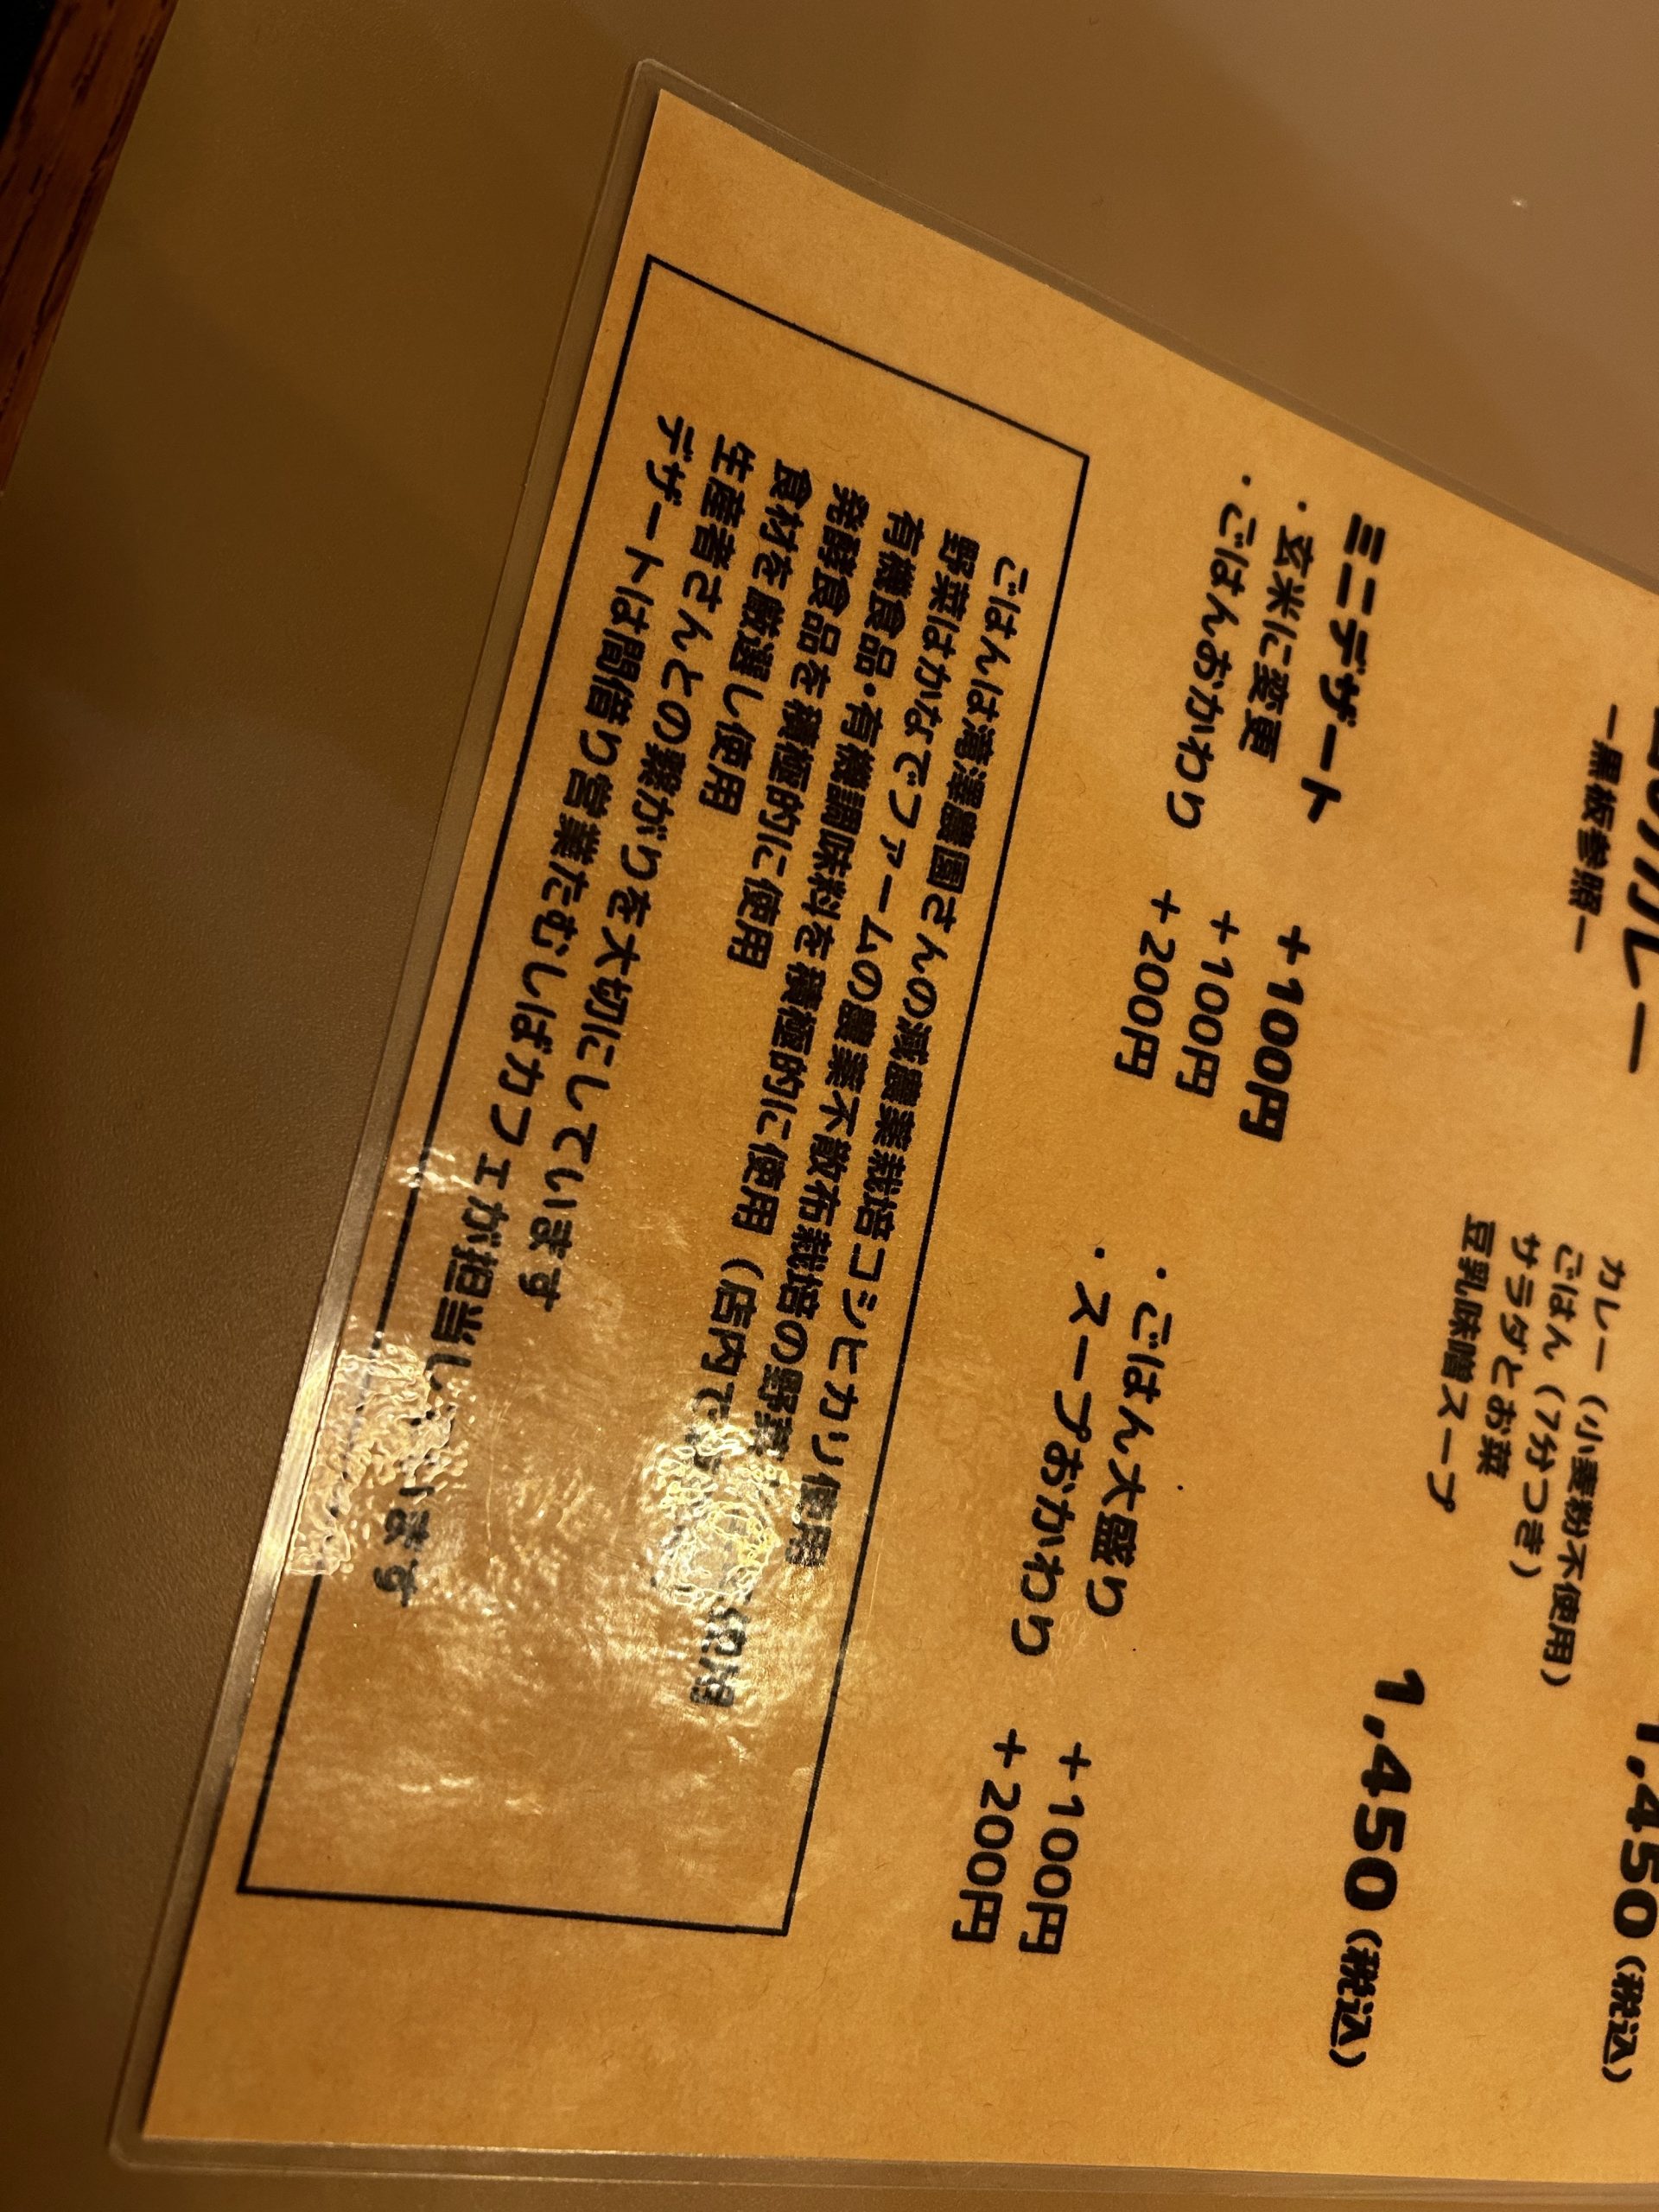 カレー
1,450（税込）
ー黒板参照ー
カレー（小麦粉不使用）
ごはん（7分つき）
サラダとお菜
豆乳味噌スープ
1,450（税込）
ミニデザート +100円
・玄米に変更 +100円
・ごはんおかわり +200円
・ごはん大盛り +100円
・スープおかわり +200円
ごはんは滝澤農園さんの減農薬栽培コシヒカリ使用
野菜はかなでファームの農薬不散布栽培の野菜
有機食品・有機調味料を積極的に使用（店内で
発酵食品を積極的に使用
食材を厳選し使用
生産者さんとの繋がりを大切にしています
デザートは間借り営業たむしばカフェが担当しています